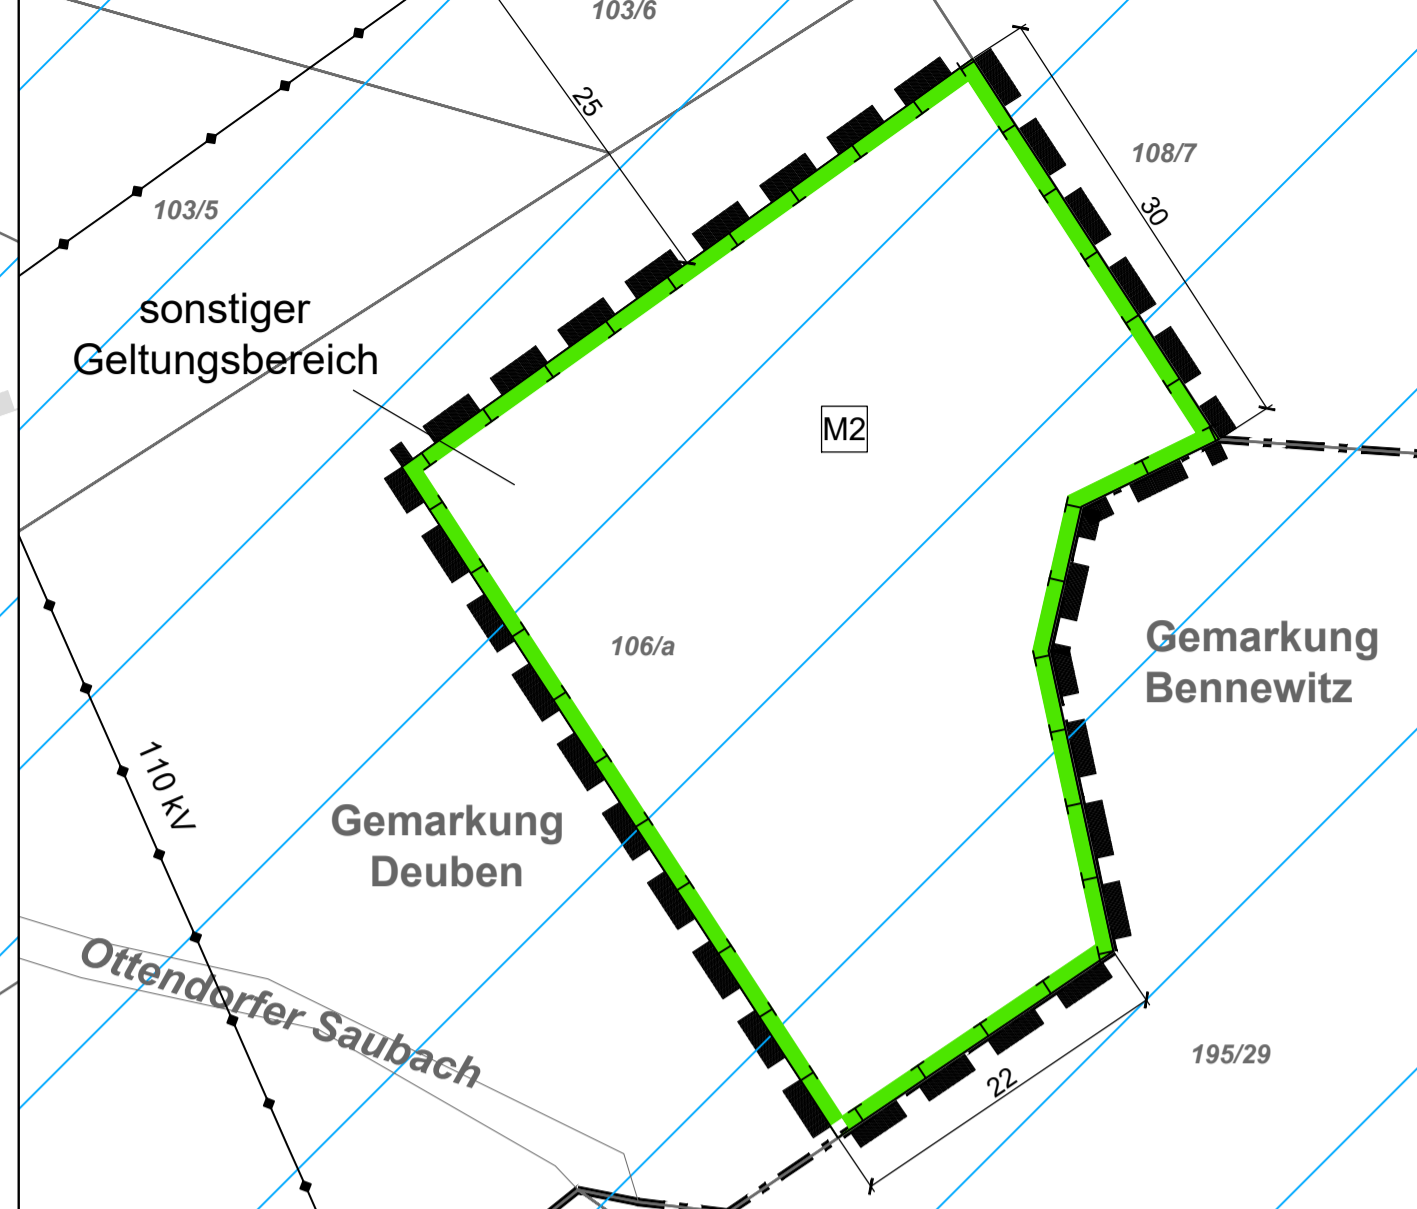 103/6
25
108/7
30
103/5
sonstiger
Geltungsbereich
M2
106/a
Gemarkung
Bennewitz
110 kV
Gemarkung
Deuben
Ottendorfer Saubach
195/29
22